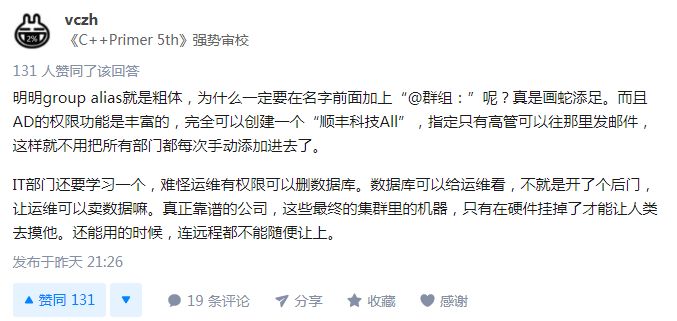 vczh
《C++Primer 5th》强势审校
2%
131 人赞同了该回答
明明group alias就是粗体，为什么一定要在名字前面加上“@群组：”呢？真是画蛇添足。而且
AD的权限功能是丰富的，完全可以创建一个“顺丰科技All”，指定只有高管可以往那里发邮件，
这样就不用把所有部门都每次手动添加进去了。
IT部门还要学习一个，难怪运维有权限可以删数据库。数据库可以给运维看，不就是开了个后门，
让运维可以卖数据嘛。真正靠谱的公司，这些最终的集群里的机器，只有在硬件挂掉了才能让人类
去摸他。还能用的时候，连远程都不能随便让上。
发布于昨天 21:26
赞同 131 19 条评论 分享 收藏 感谢